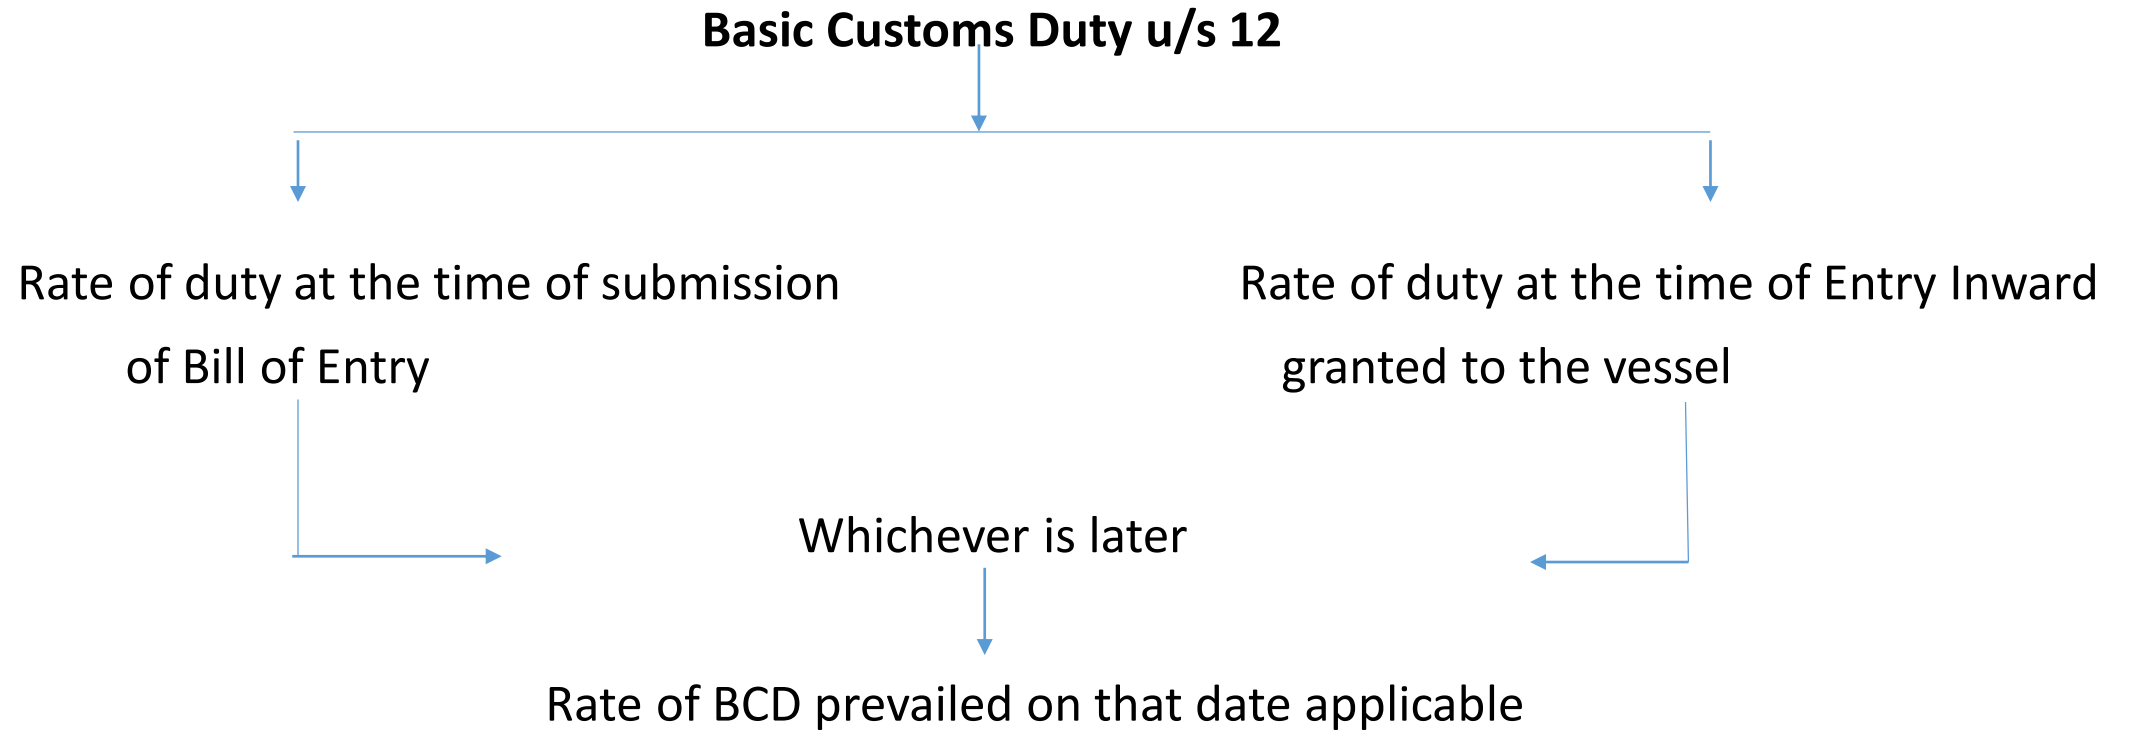 Basic Customs Duty u/s 12
Rate of duty at the time of submission
of Bill of Entry
Rate of duty at the time of Entry Inward
granted to the vessel
Whichever is later
Rate of BCD prevailed on that date applicable